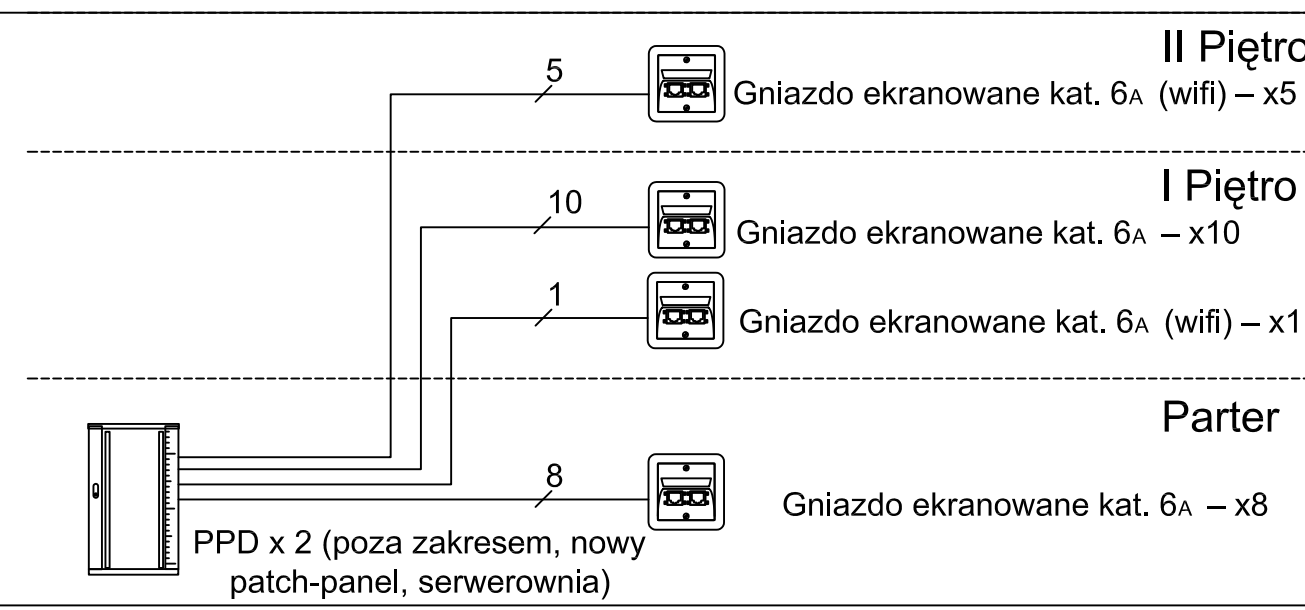 II Piętro
5
Gniazdo ekranowane kat. 6A (wifi) – x5
I Piętro
10
Gniazdo ekranowane kat. 6A – x10
1
Gniazdo ekranowane kat. 6A (wifi) – x1
Parter
8
Gniazdo ekranowane kat. 6A – x8
PPD x 2 (poza zakresem, nowy
patch-panel, serwerownia)